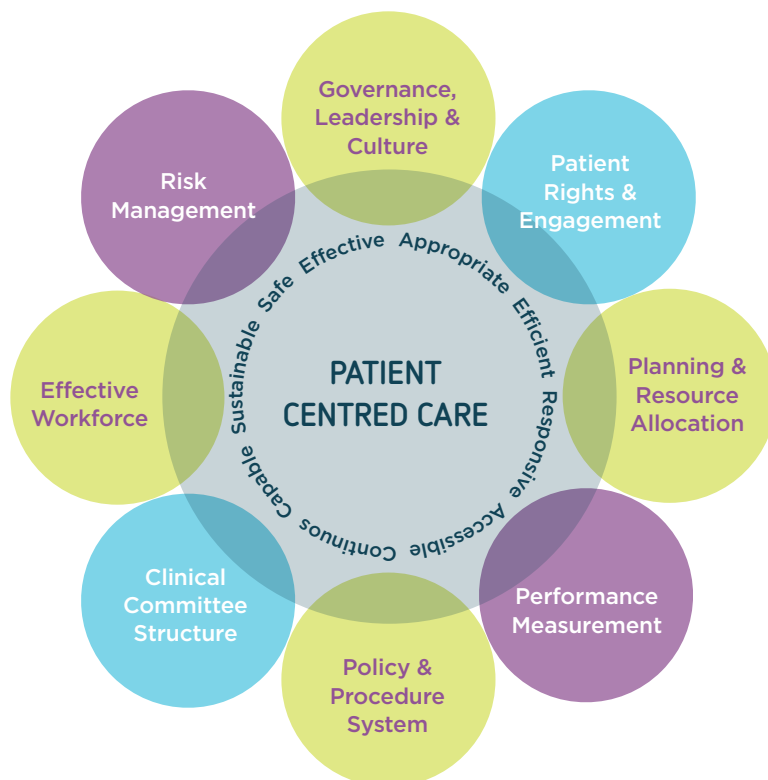 Governance,
Leadership &
Culture
Patient
Rights &
Engagement
Planning &
Resource
Allocation
Performance
Measurement
Policy &
Procedure
System
Clinical
Committee
Structure
Effective
Workforce
Risk
Management
Safe Effective Appropriate Efficient Responsive Accessible Continuos Capable Sustainable
PATIENT
CENTRED CARE